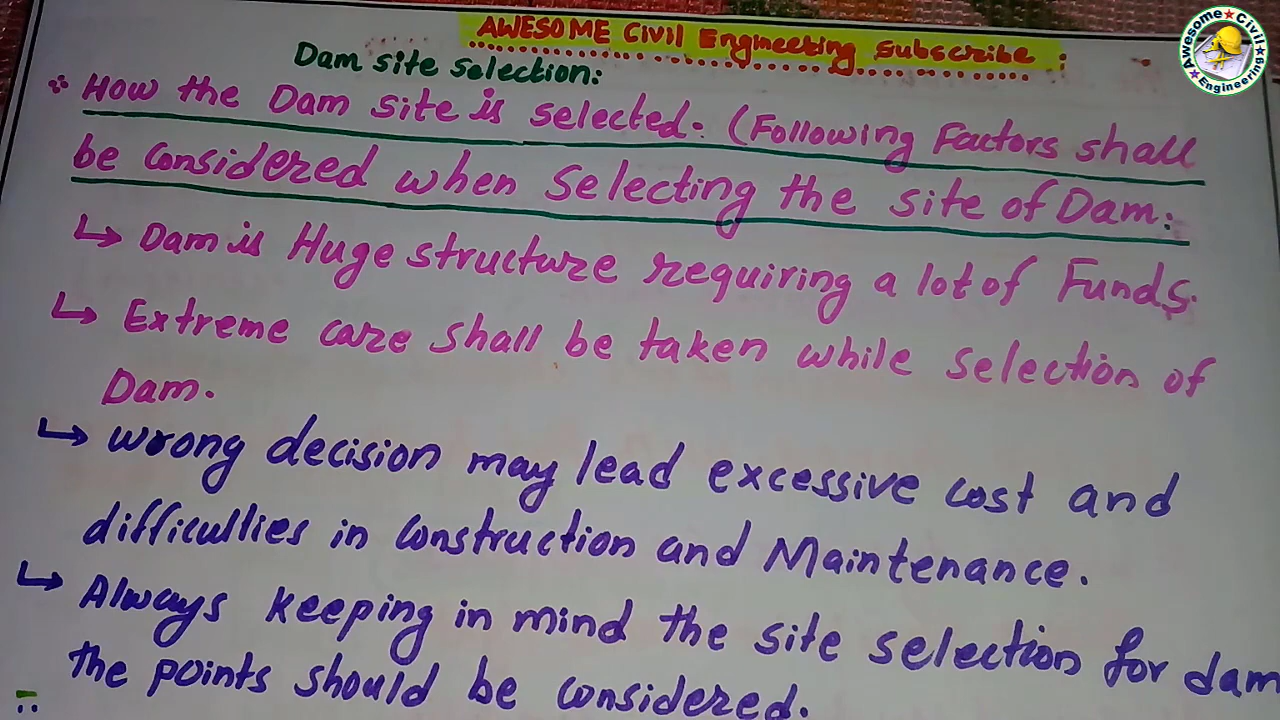 AWESOME Civil Engineering subscribe :
Awesome Civil Engineering
Dam site selection:
How the Dam site is selected. (Following Factors shall
be considered when selecting the site of Dam:
↳ Dam is Huge structure requiring a lot of Funds.
↳ Extreme care shall be taken while selection of
Dam.
↳ wrong decision may lead excessive cost and
difficullies in construction and Maintenance.
↳ Always keeping in mind the site selection for dam
the points should be considered.